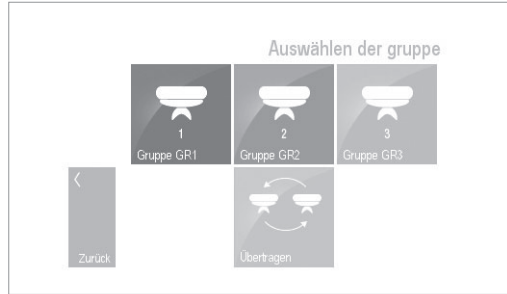 Auswählen der gruppe
1
Gruppe GR1
2
Gruppe GR2
3
Gruppe GR3
Zurück
Übertragen